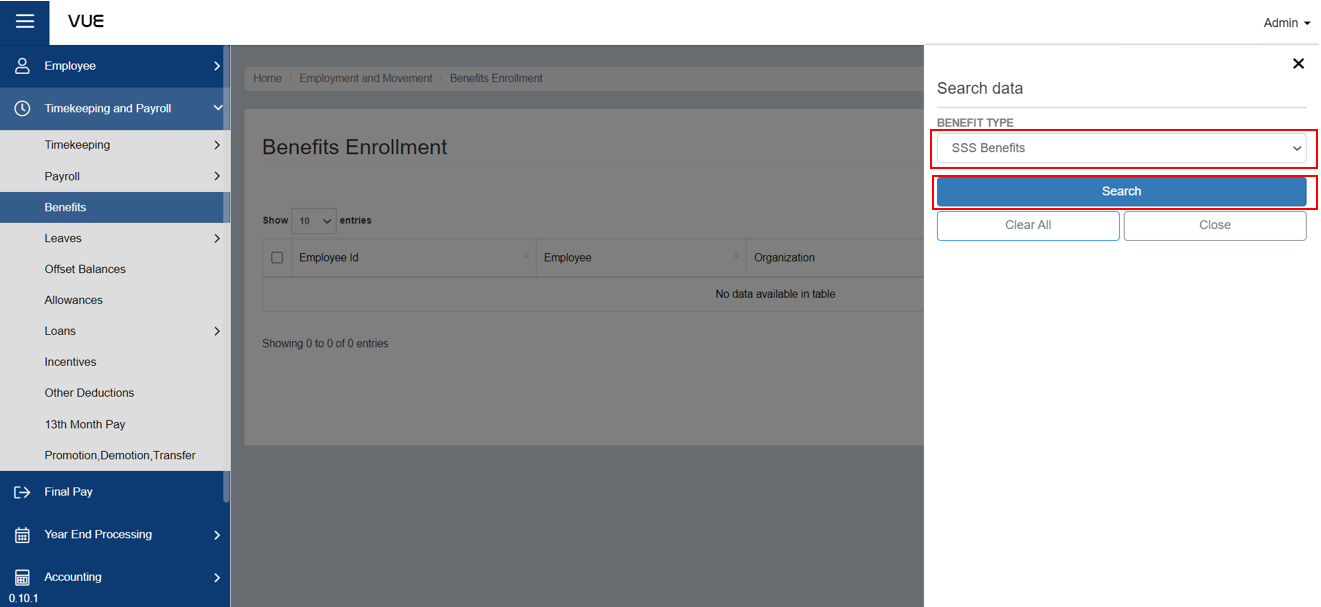 VUE
Admin
Employee
Timekeeping and Payroll
Timekeeping
Payroll
Benefits
Leaves
Offset Balances
Allowances
Loans
Incentives
Other Deductions
13th Month Pay
Promotion,Demotion,Transfer
Final Pay
Year End Processing
Accounting
0.10.1
Home / Employment and Movement / Benefits Enrollment
Benefits Enrollment
Show 10 entries
Employee Id Employee Organization
No data available in table
Showing 0 to 0 of 0 entries
Search data
BENEFIT TYPE
SSS Benefits
Search
Clear All Close